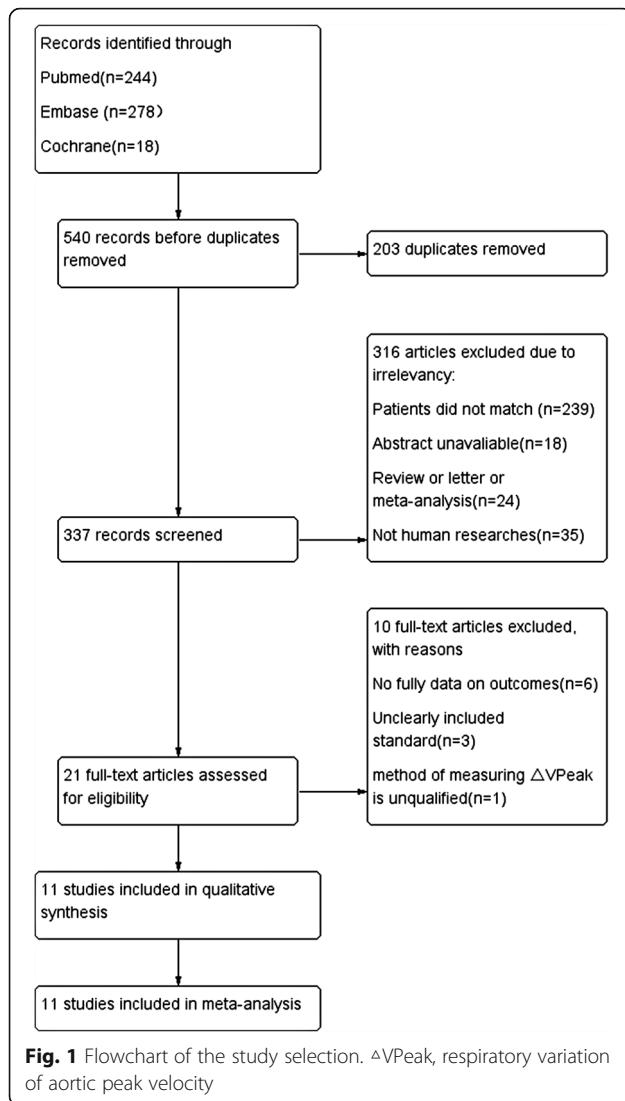 Records identified through
Pubmed(n=244)
Embase (n=278）
Cochrane(n=18)
540 records before duplicates
removed
203 duplicates removed
316 articles excluded due to
irrelevancy:
Patients did not match (n=239)
Abstract unavaliable(n=18)
Review or letter or
meta-analysis(n=24)
Not human researches(n=35)
337 records screened
10 full-text articles excluded,
with reasons
No fully data on outcomes(n=6)
Unclearly included
standard(n=3)
method of measuring △VPeak
is unqualified(n=1)
21 full-text articles assessed
for eligibility
11 studies included in qualitative
synthesis
11 studies included in meta-analysis
Fig. 1 Flowchart of the study selection. △VPeak, respiratory variation
of aortic peak velocity